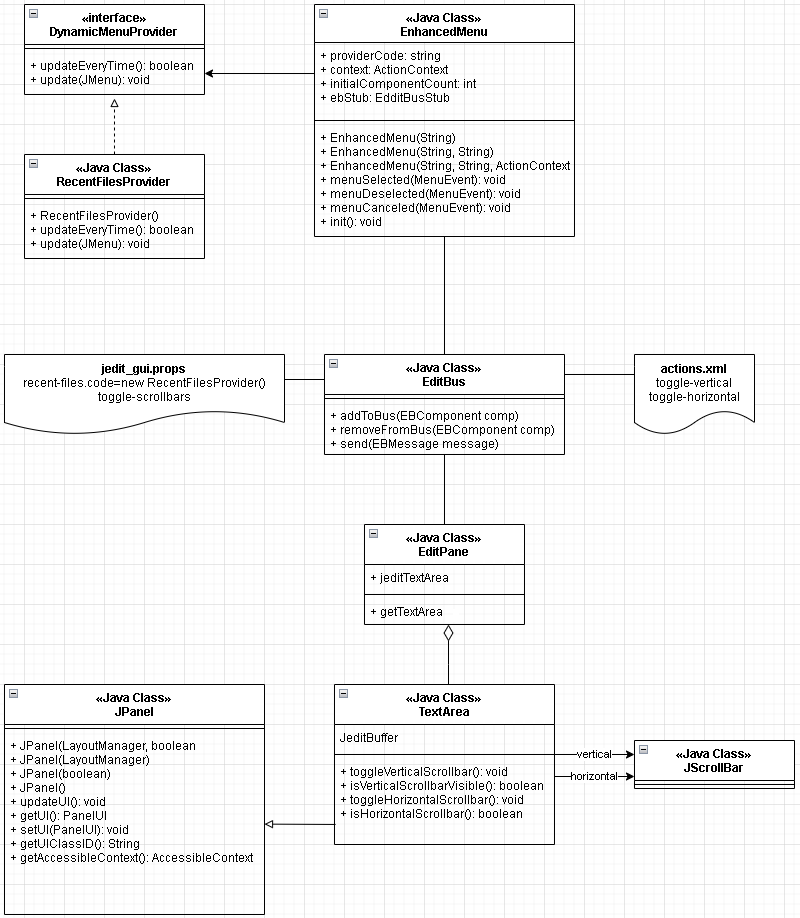 «interface»
DynamicMenuProvider
+ updateEveryTime(): boolean
+ update(JMenu): void
«Java Class»
EnhancedMenu
+ providerCode: string
+ context: ActionContext
+ initialComponentCount: int
+ ebStub: EdditBusStub
+ EnhancedMenu(String)
+ EnhancedMenu(String, String)
+ EnhancedMenu(String, String, ActionContext
+ menuSelected(MenuEvent): void
+ menuDeselected(MenuEvent): void
+ menuCanceled(MenuEvent): void
+ init(): void
«Java Class»
RecentFilesProvider
+ RecentFilesProvider()
+ updateEveryTime(): boolean
+ update(JMenu): void
jedit_gui.props
recent-files.code=new RecentFilesProvider()
toggle-scrollbars
«Java Class»
EditBus
+ addToBus(EBComponent comp)
+ removeFromBus(EBComponent comp)
+ send(EBMessage message)
actions.xml
toggle-vertical
toggle-horizontal
«Java Class»
EditPane
+ jeditTextArea
+ getTextArea
«Java Class»
JPanel
+ JPanel(LayoutManager, boolean
+ JPanel(LayoutManager)
+ JPanel(boolean)
+ JPanel()
+ updateUI(): void
+ getUI(): PanelUI
+ setUI(PanelUI): void
+ getUIClassID(): String
+ getAccessibleContext(): AccessibleContext
«Java Class»
TextArea
JeditBuffer
+ toggleVerticalScrollbar(): void
+ isVerticalScrollbarVisible(): boolean
+ toggleHorizontalScrollbar(): void
+ isHorizontalScrollbar(): boolean
vertical
horizontal
«Java Class»
JScrollBar